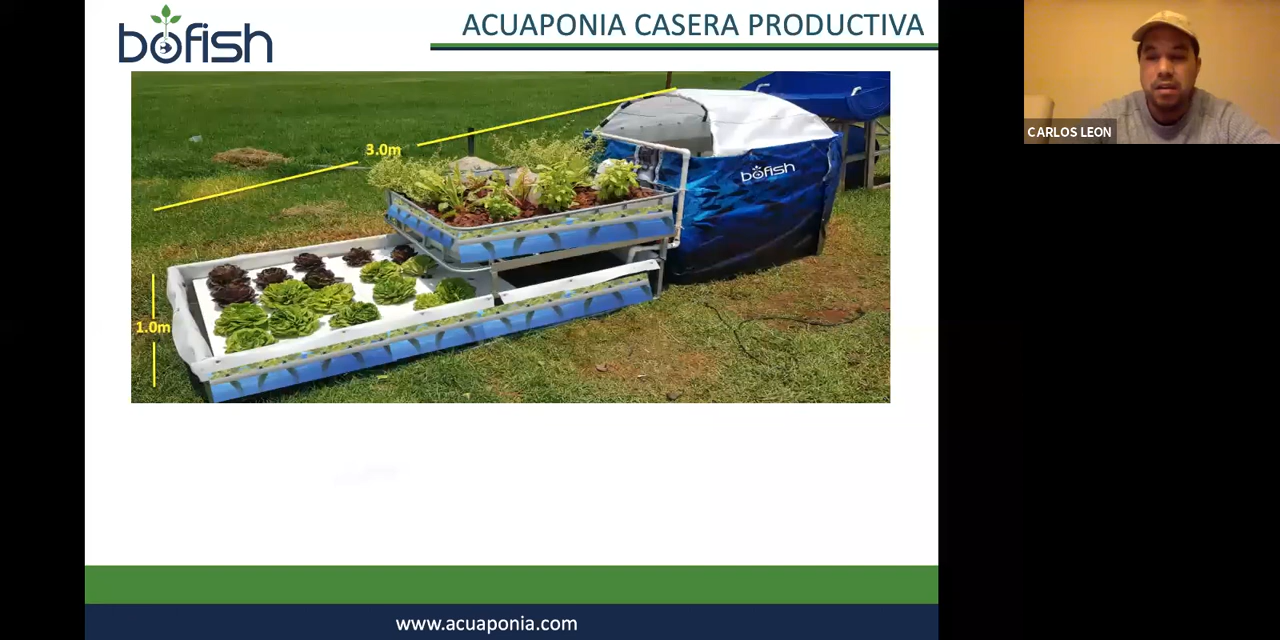 bofish
ACUAPONIA CASERA PRODUCTIVA
CARLOS LEON
3.0m
bofish
1.0m
www.acuaponia.com